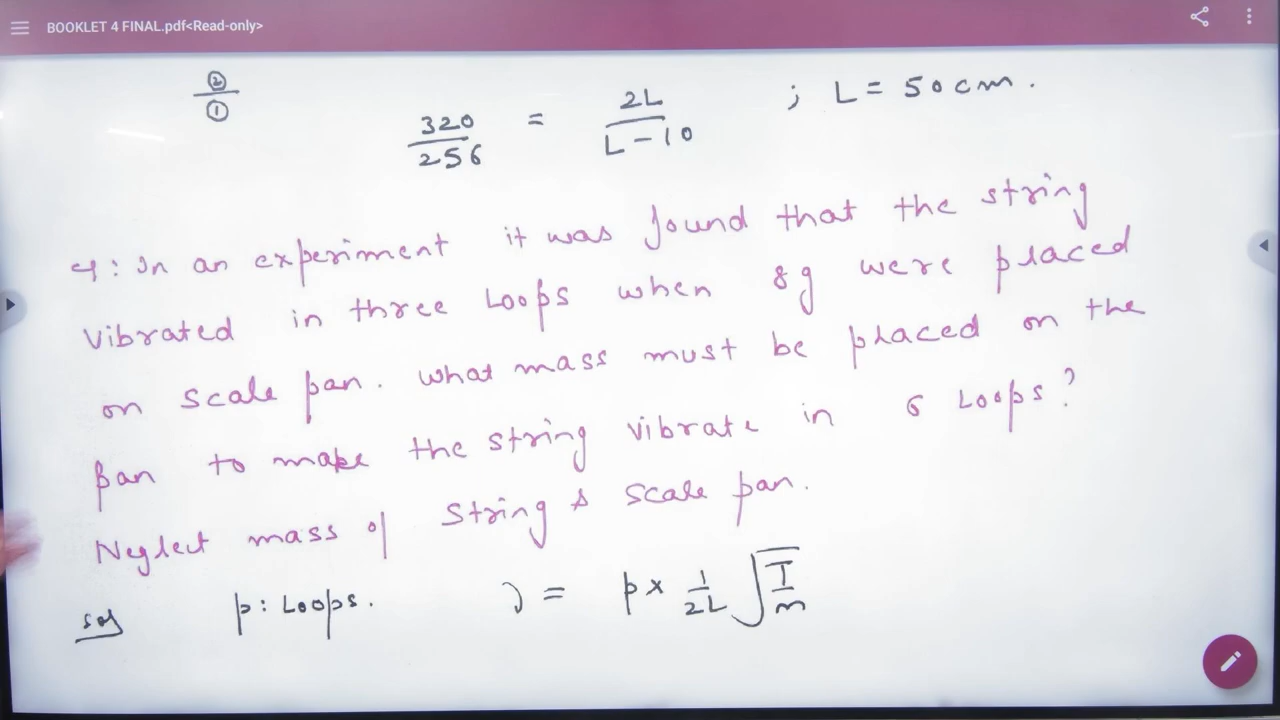 BOOKLET 4 FINAL.pdf<Read-only>
②/①
320/256 = 2L/L-10 ; L = 50cm.
4: In an experiment it was found that the string
vibrated in three Loops when 8g were placed
on scale pan. What mass must be placed on the
pan to make the string vibrate in 6 Loops?
Neglect mass of string & scale pan.
Sol p: Loops. ν = p × 1/2L √T/m